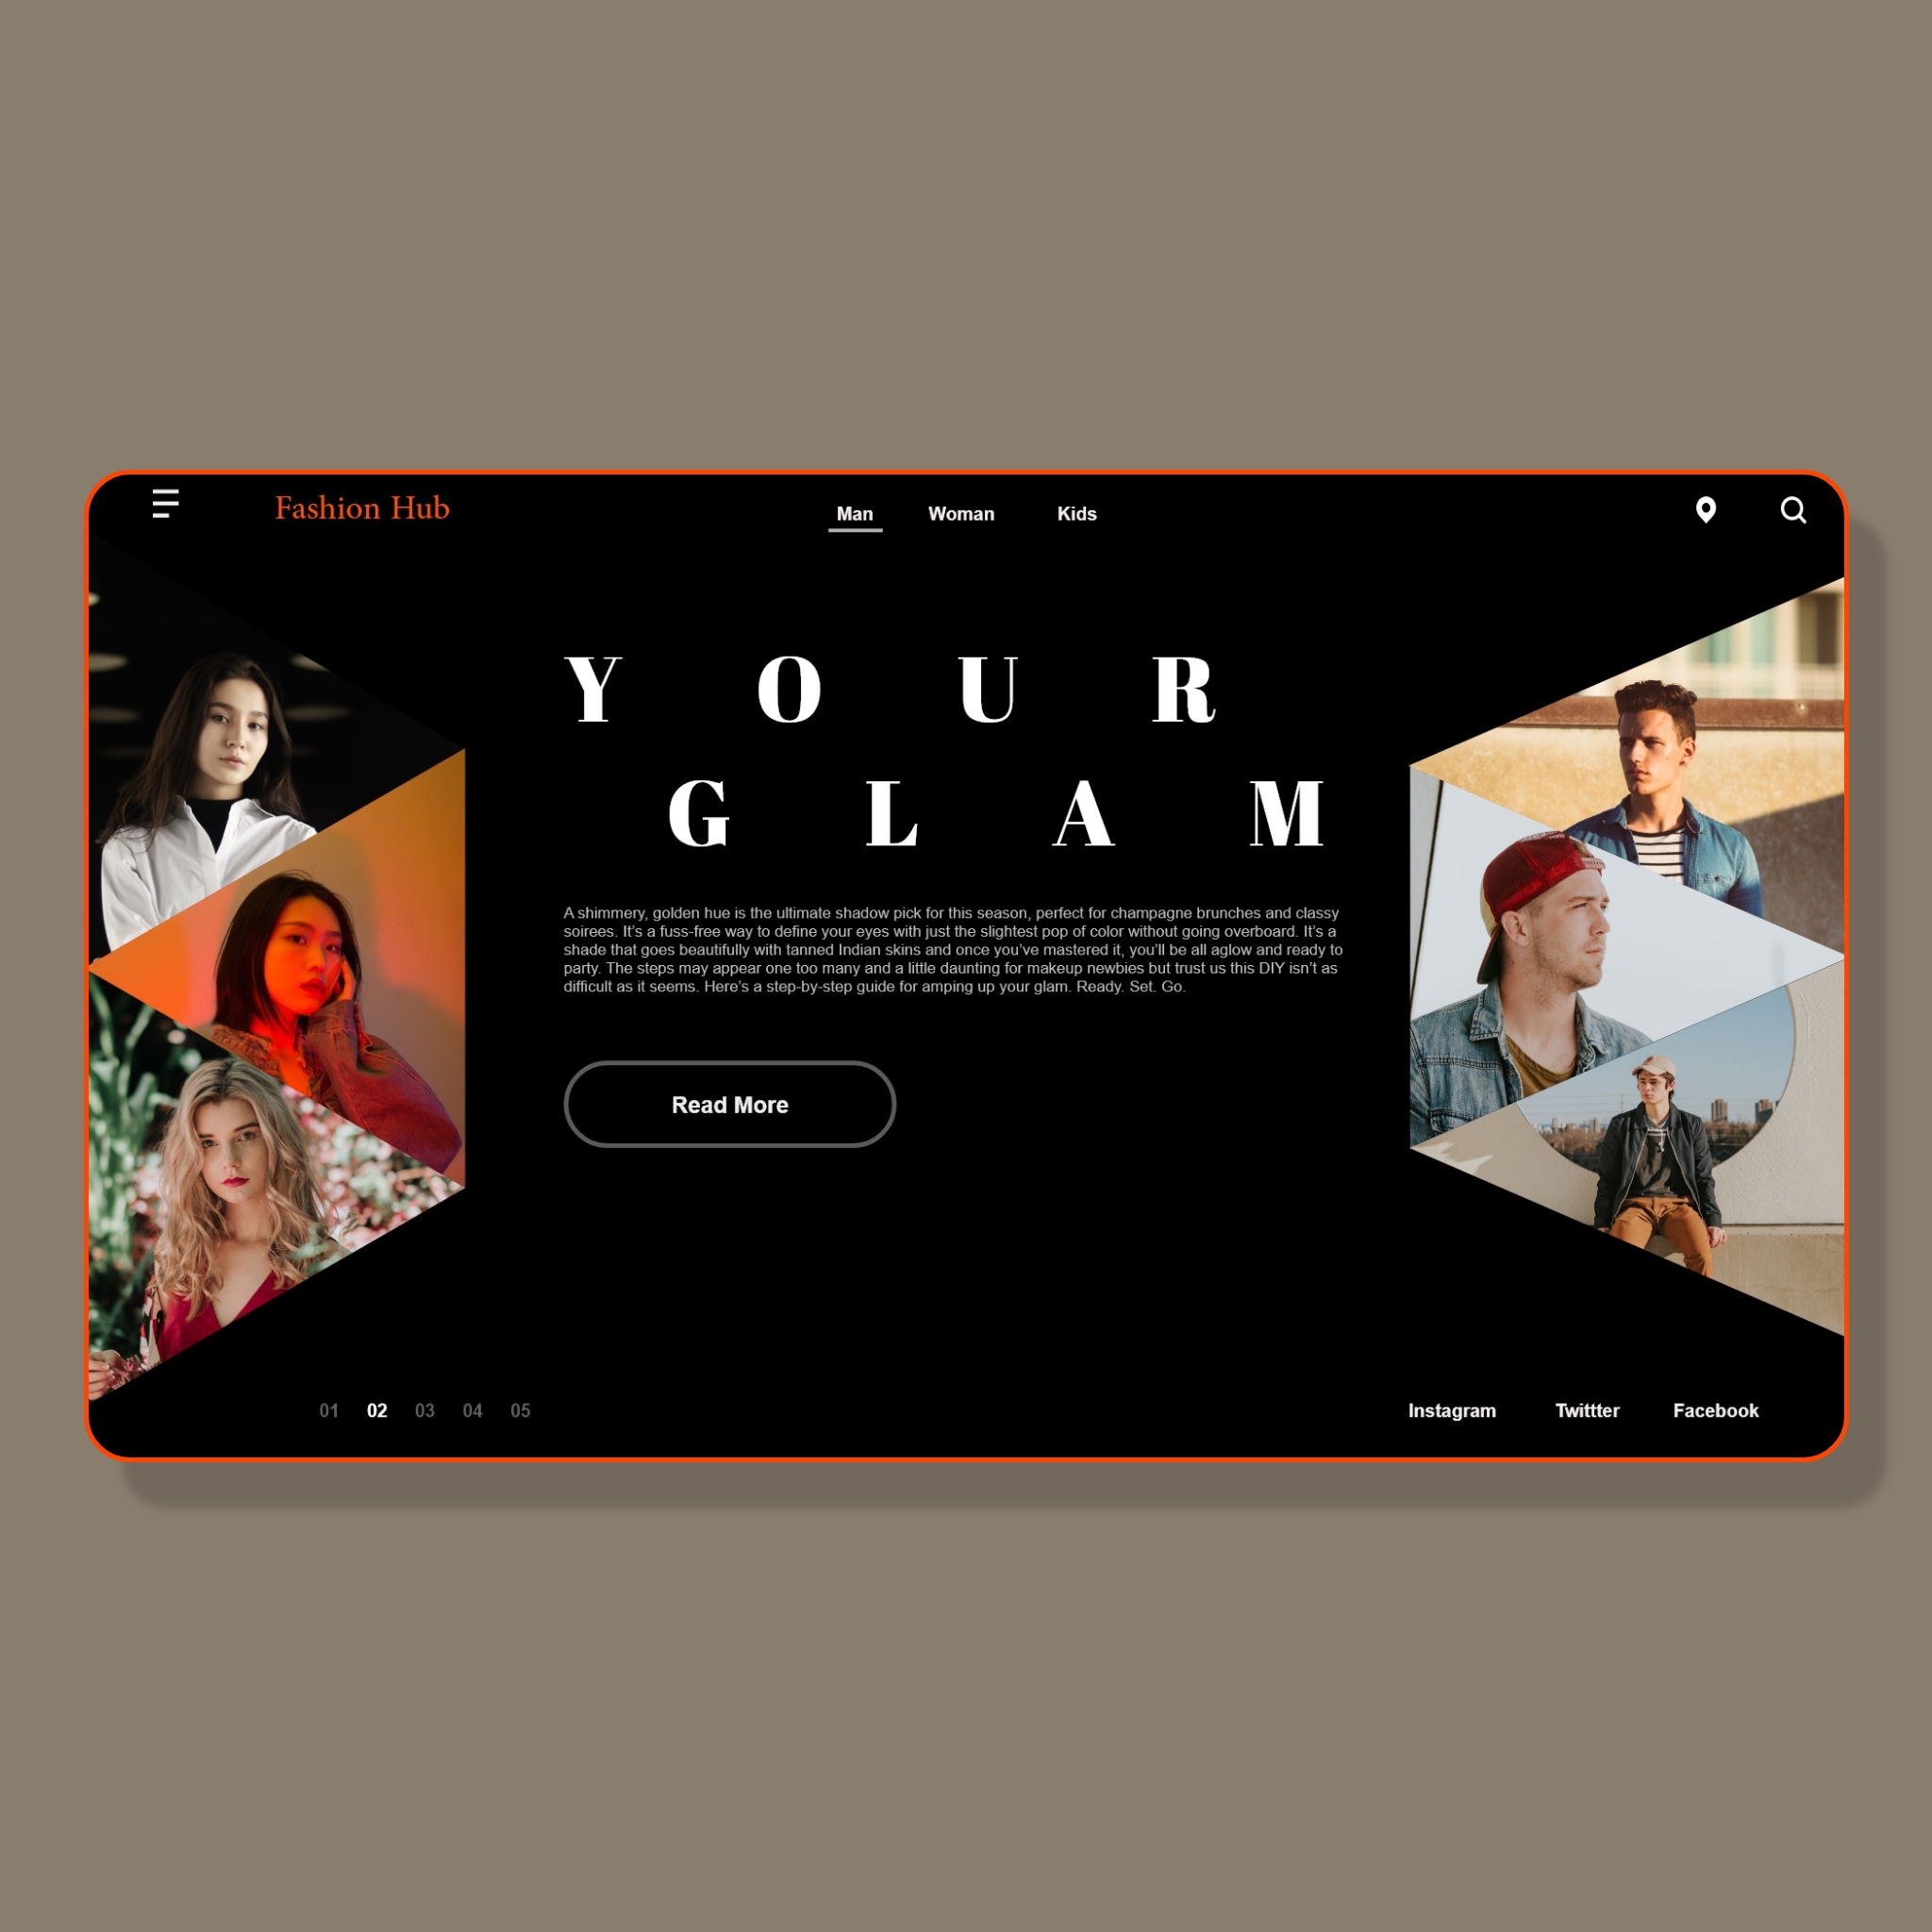 Fashion Hub
Man Woman Kids
YOUR
GLAM
A shimmery, golden hue is the ultimate shadow pick for this season, perfect for champagne brunches and classy
soirees. It’s a fuss-free way to define your eyes with just the slightest pop of color without going overboard. It’s a
shade that goes beautifully with tanned Indian skins and once you’ve mastered it, you’ll be all aglow and ready to
party. The steps may appear one too many and a little daunting for makeup newbies but trust us this DIY isn’t as
difficult as it seems. Here’s a step-by-step guide for amping up your glam. Ready. Set. Go.
Read More
01 02 03 04 05
Instagram Twittter Facebook